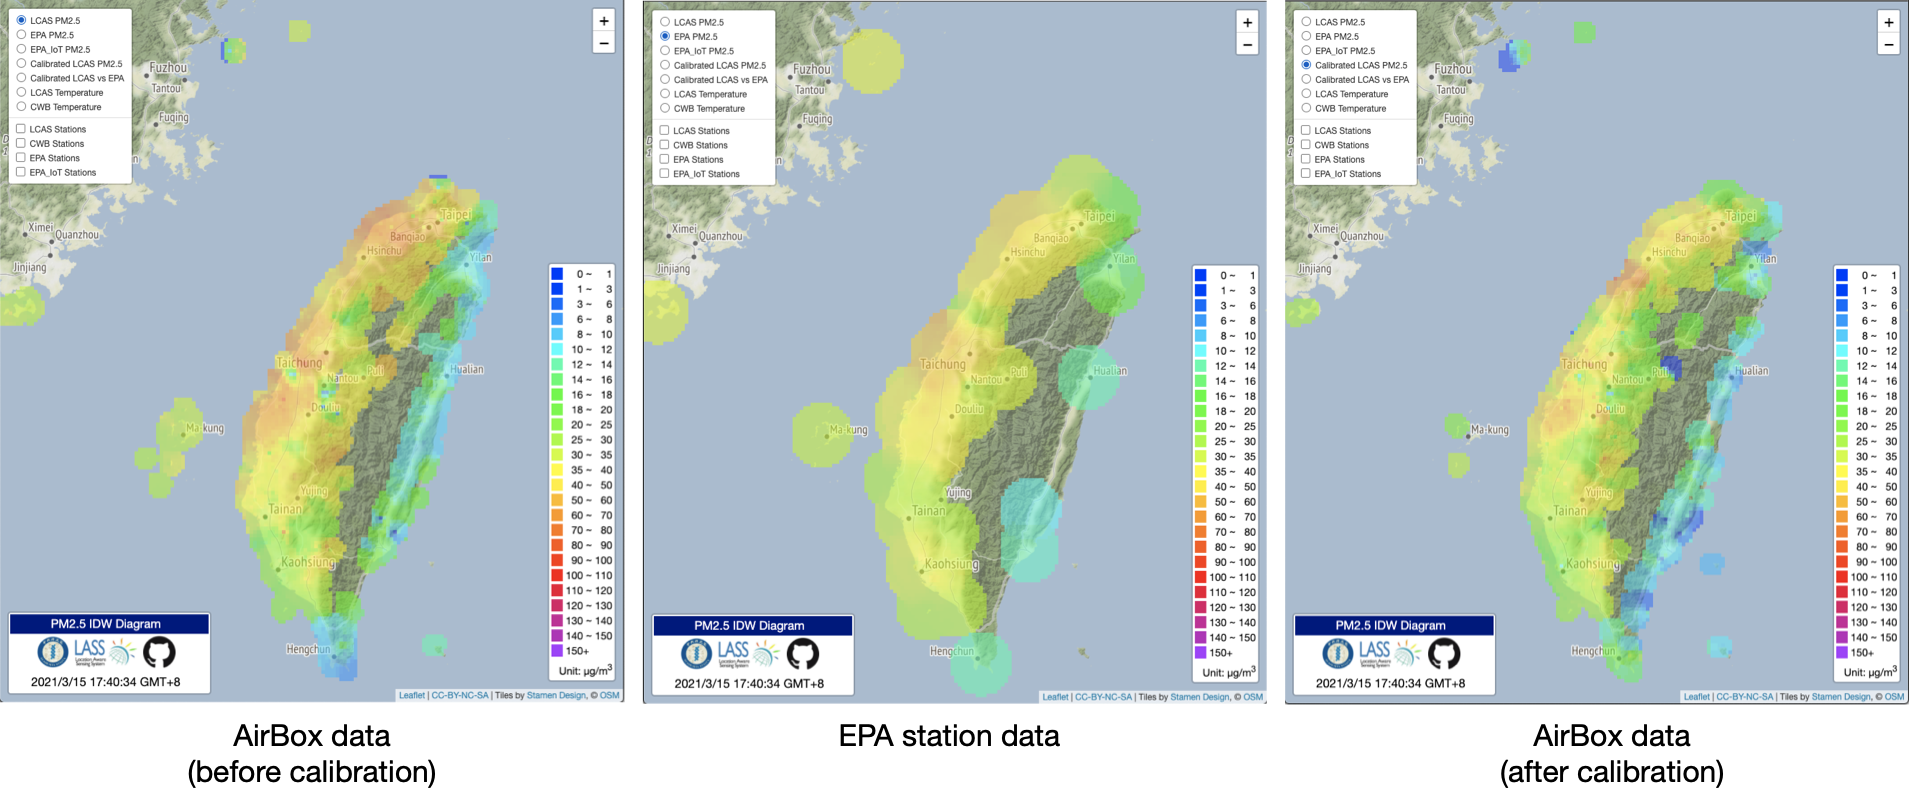 LCAS PM2.5
EPA PM2.5
EPA_IoT PM2.5
Calibrated LCAS PM2.5
Calibrated LCAS vs EPA
LCAS Temperature
CWB Temperature
LCAS Stations
CWB Stations
EPA Stations
EPA_IoT Stations
+
−
Fuzhou
Tantou
Fuqing
Ximei
Quanzhou
Jinjiang
Taipei
Banqiao
Hsinchu
Yilan
Taichung
Hualian
Nantou
Puli
Douliu
Ma-kung
Yujing
Tainan
Kaohsiung
Hengchun
0 ~ 1
1 ~ 3
3 ~ 6
6 ~ 8
8 ~ 10
10 ~ 12
12 ~ 14
14 ~ 16
16 ~ 18
18 ~ 20
20 ~ 25
25 ~ 30
30 ~ 35
35 ~ 40
40 ~ 50
50 ~ 60
60 ~ 70
70 ~ 80
80 ~ 90
90 ~ 100
100 ~ 110
110 ~ 120
120 ~ 130
130 ~ 140
140 ~ 150
150+
Unit: µg/m³
PM2.5 IDW Diagram
LASS
Location Aware
Sensing System
2021/3/15 17:40:34 GMT+8
Leaflet | CC-BY-NC-SA | Tiles by Stamen Design, © OSM
AirBox data
(before calibration)
LCAS PM2.5
EPA PM2.5
EPA_IoT PM2.5
Calibrated LCAS PM2.5
Calibrated LCAS vs EPA
LCAS Temperature
CWB Temperature
LCAS Stations
CWB Stations
EPA Stations
EPA_IoT Stations
+
−
Fuzhou
Tantou
Fuqing
Ximei
Quanzhou
Jinjiang
Taipei
Banqiao
Hsinchu
Yilan
Taichung
Hualian
Nantou
Puli
Douliu
Ma-kung
Yujing
Tainan
Kaohsiung
Hengchun
0 ~ 1
1 ~ 3
3 ~ 6
6 ~ 8
8 ~ 10
10 ~ 12
12 ~ 14
14 ~ 16
16 ~ 18
18 ~ 20
20 ~ 25
25 ~ 30
30 ~ 35
35 ~ 40
40 ~ 50
50 ~ 60
60 ~ 70
70 ~ 80
80 ~ 90
90 ~ 100
100 ~ 110
110 ~ 120
120 ~ 130
130 ~ 140
140 ~ 150
150+
Unit: µg/m³
PM2.5 IDW Diagram
LASS
Location Aware
Sensing System
2021/3/15 17:40:34 GMT+8
Leaflet | CC-BY-NC-SA | Tiles by Stamen Design, © OSM
EPA station data
LCAS PM2.5
EPA PM2.5
EPA_IoT PM2.5
Calibrated LCAS PM2.5
Calibrated LCAS vs EPA
LCAS Temperature
CWB Temperature
LCAS Stations
CWB Stations
EPA Stations
EPA_IoT Stations
+
−
Fuzhou
Tantou
Fuqing
Ximei
Quanzhou
Jinjiang
Taipei
Banqiao
Hsinchu
Yilan
Taichung
Hualian
Nantou
Puli
Douliu
Ma-kung
Yujing
Tainan
Kaohsiung
Hengchun
0 ~ 1
1 ~ 3
3 ~ 6
6 ~ 8
8 ~ 10
10 ~ 12
12 ~ 14
14 ~ 16
16 ~ 18
18 ~ 20
20 ~ 25
25 ~ 30
30 ~ 35
35 ~ 40
40 ~ 50
50 ~ 60
60 ~ 70
70 ~ 80
80 ~ 90
90 ~ 100
100 ~ 110
110 ~ 120
120 ~ 130
130 ~ 140
140 ~ 150
150+
Unit: µg/m³
PM2.5 IDW Diagram
LASS
Location Aware
Sensing System
2021/3/15 17:40:34 GMT+8
Leaflet | CC-BY-NC-SA | Tiles by Stamen Design, © OSM
AirBox data
(after calibration)